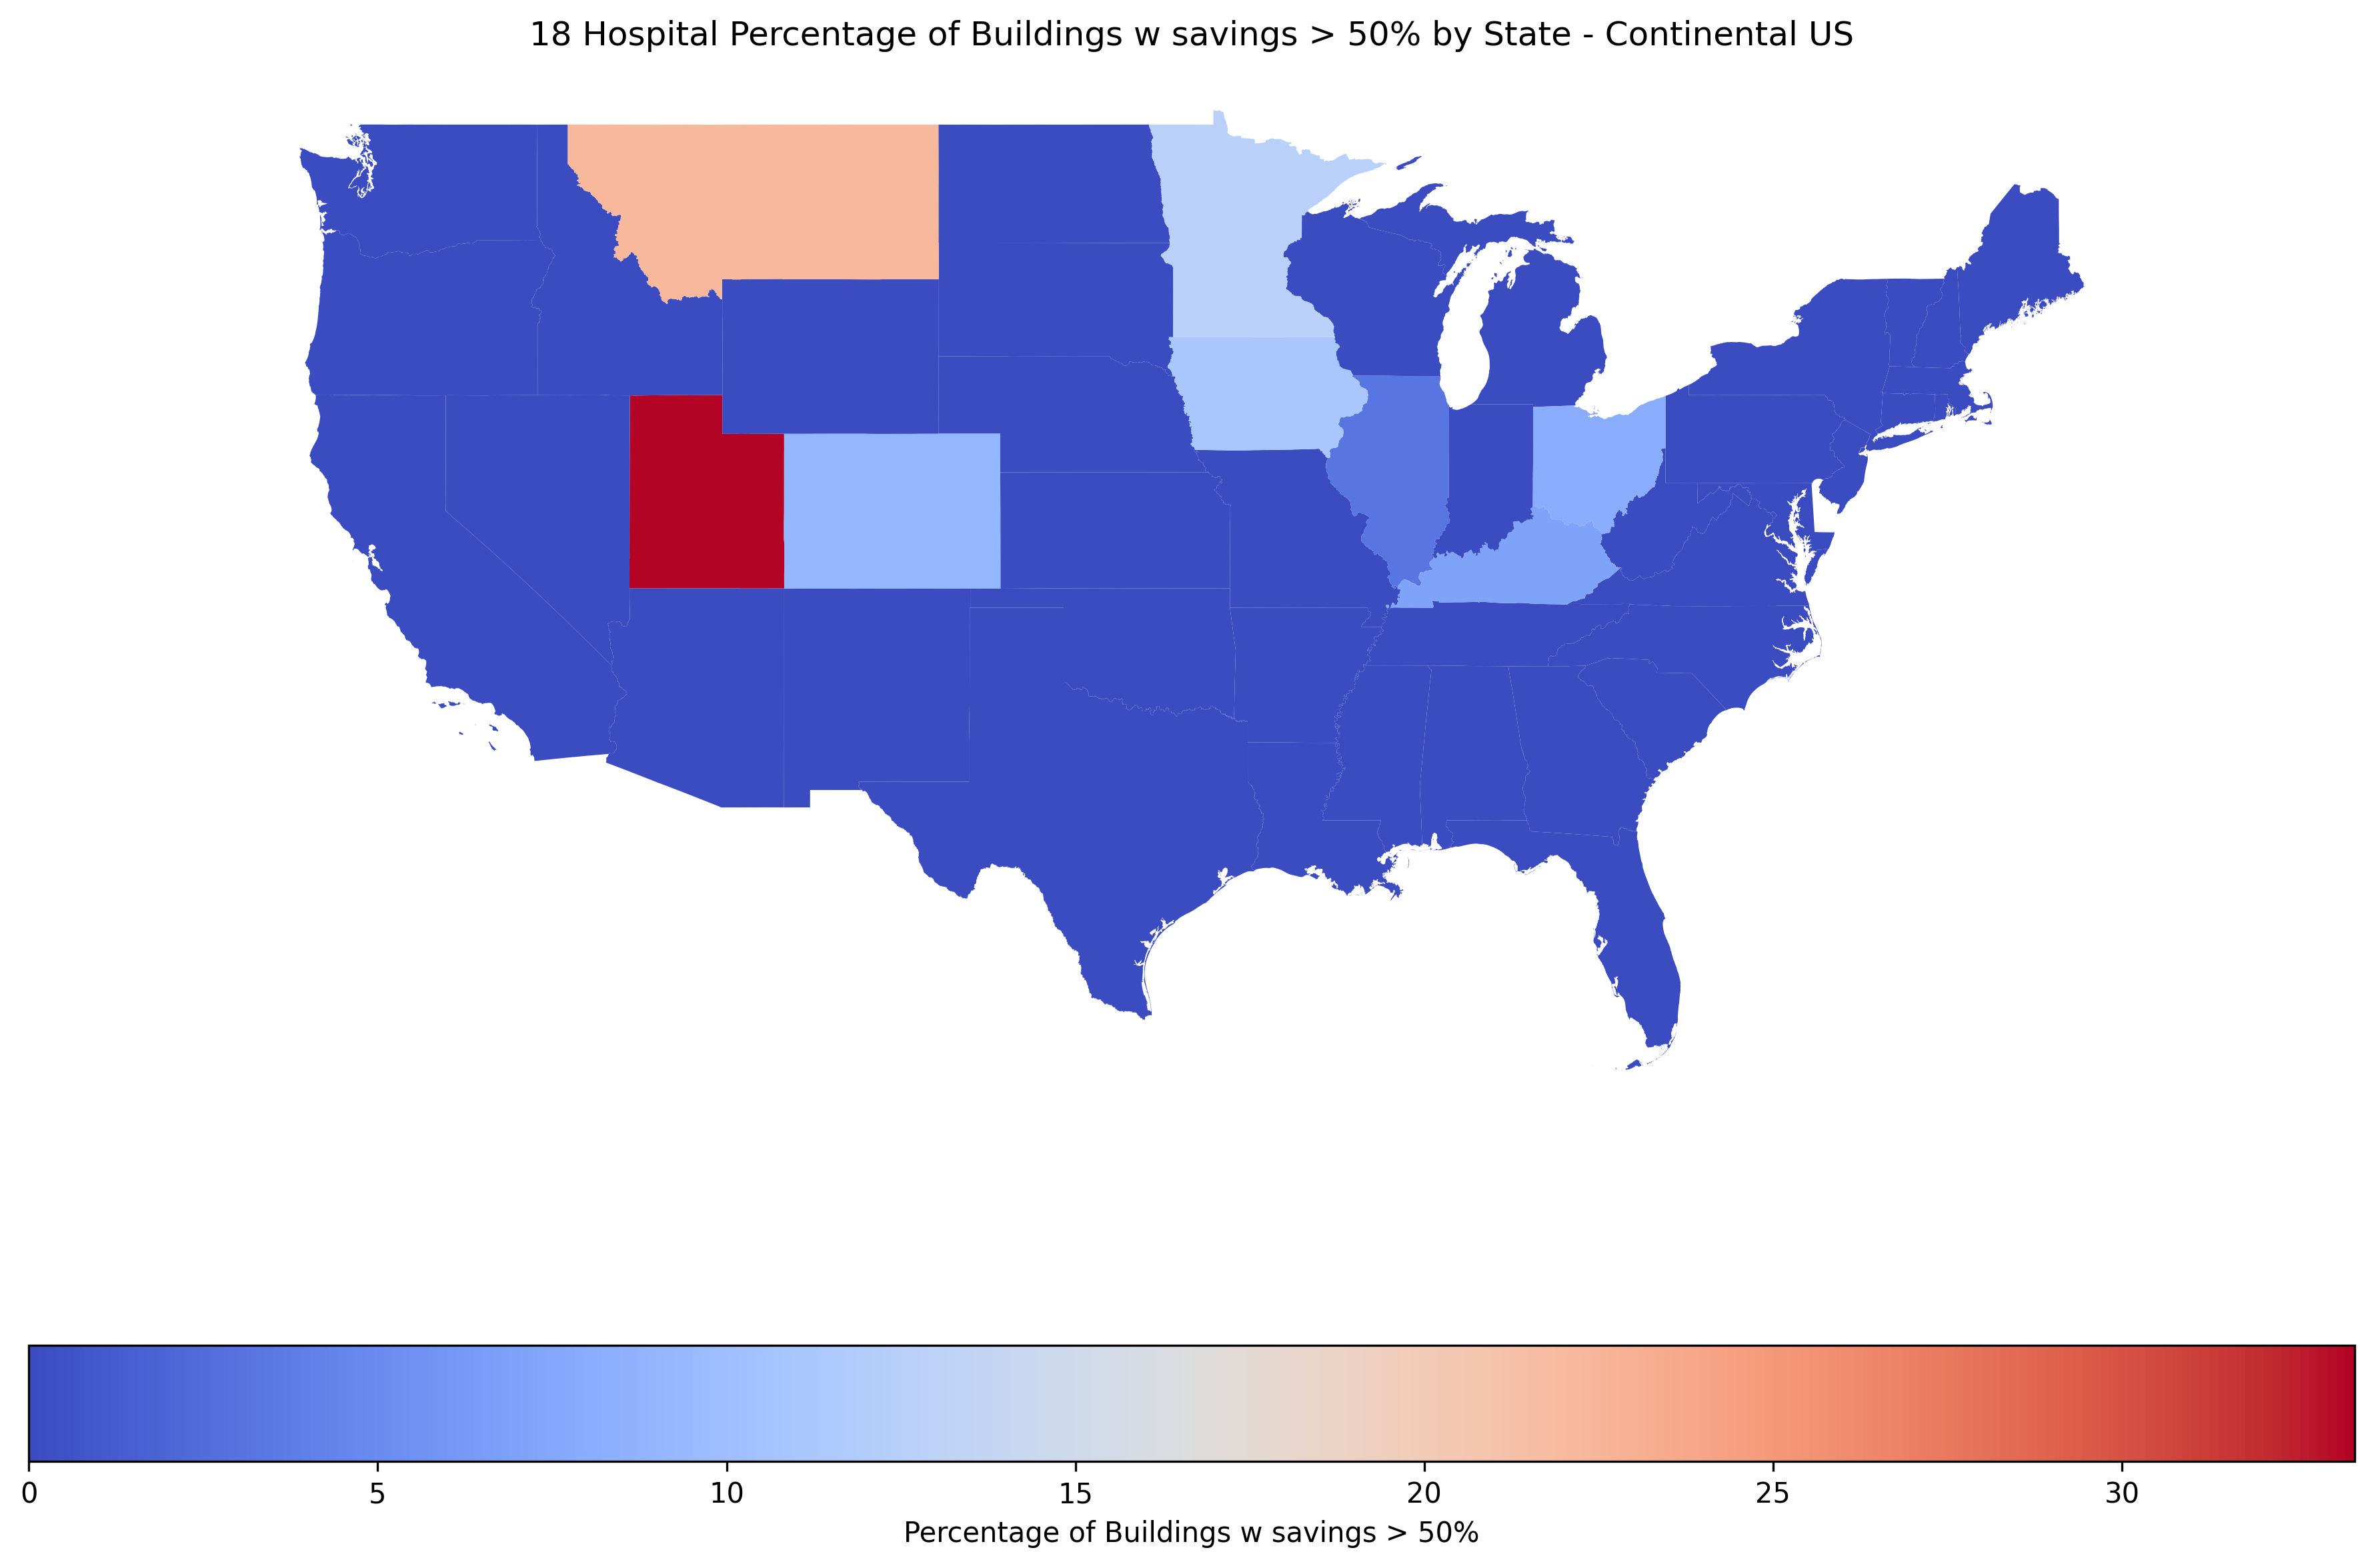 18 Hospital Percentage of Buildings w savings > 50% by State - Continental US
0 5 10 15 20 25 30
Percentage of Buildings w savings > 50%